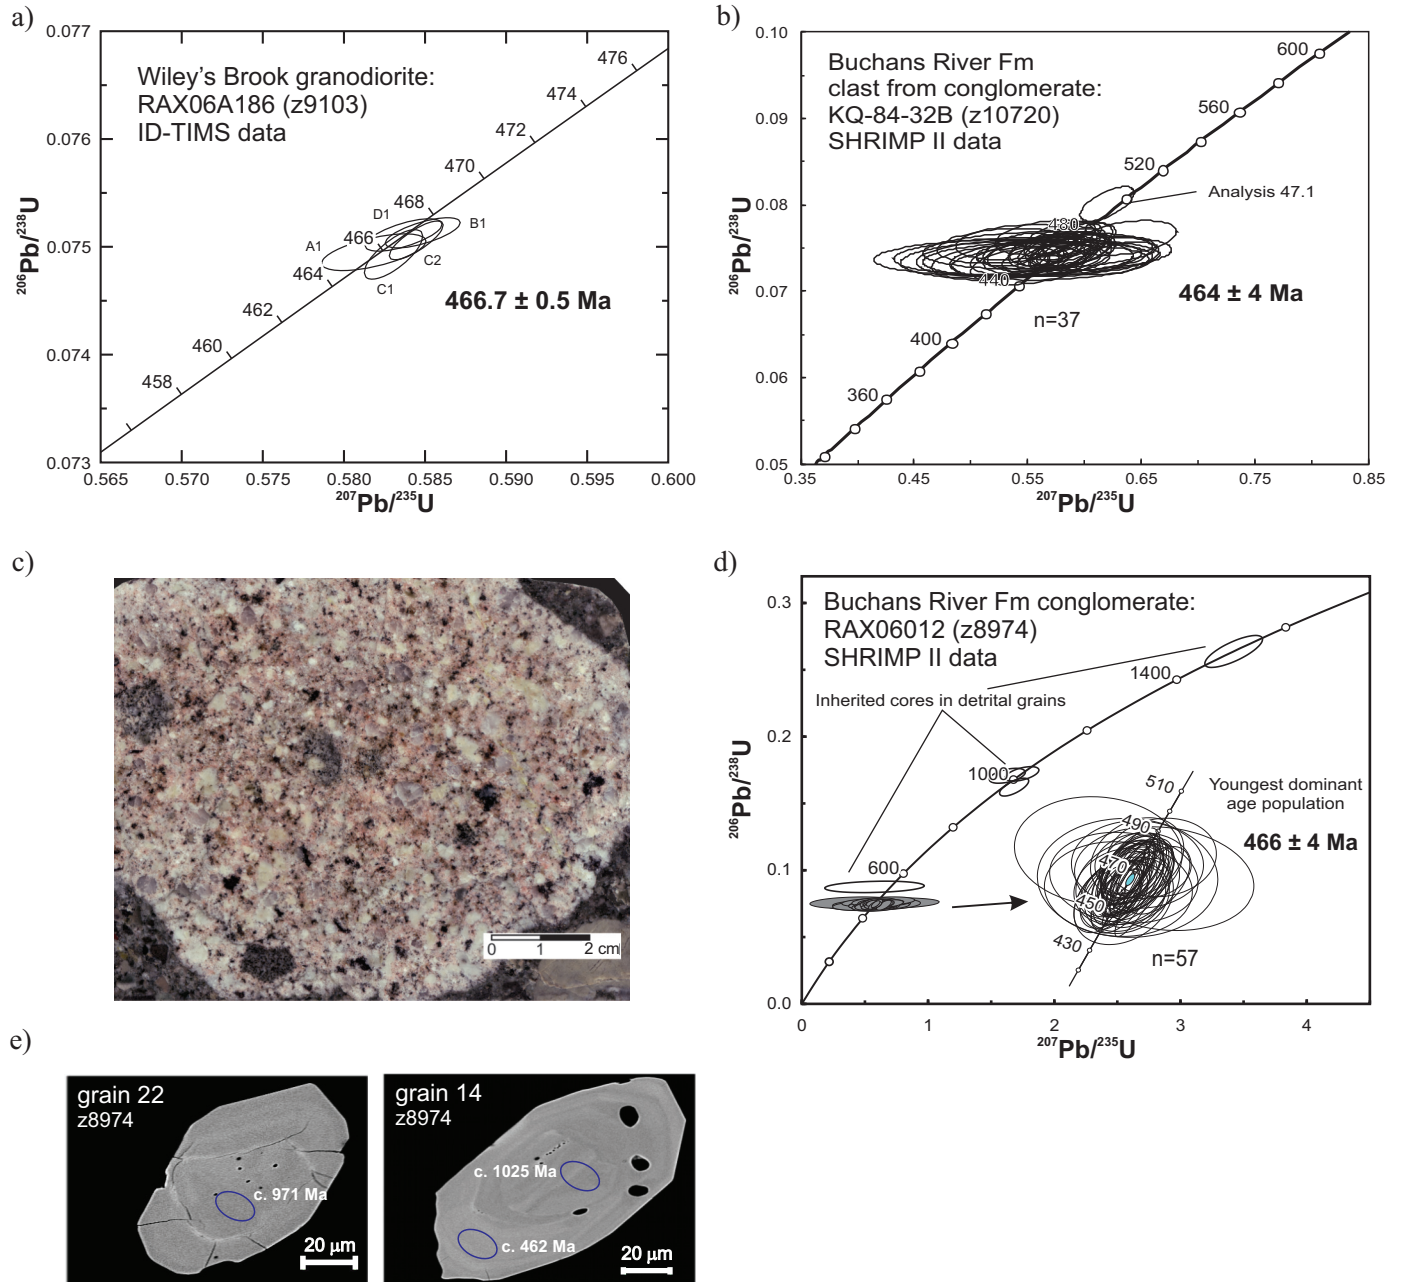 a)
0.077
0.076
0.075
0.074
0.073
²⁰⁶Pb/²³⁸U
Wiley's Brook granodiorite:
RAX06A186 (z9103)
ID-TIMS data
476
474
472
470
468
466
464
462
460
458
D1
B1
A1
C2
C1
466.7 ± 0.5 Ma
0.565
0.570
0.575
0.580
0.585
0.590
0.595
0.600
²⁰⁷Pb/²³⁵U
b)
0.10
0.09
0.08
0.07
0.06
0.05
²⁰⁶Pb/²³⁸U
Buchans River Fm
clast from conglomerate:
KQ-84-32B (z10720)
SHRIMP II data
600
560
520
480
440
400
360
Analysis 47.1
464 ± 4 Ma
n=37
0.35
0.45
0.55
0.65
0.75
0.85
²⁰⁷Pb/²³⁵U
c)
0 1 2 cm
d)
0.3
0.2
0.1
0.0
²⁰⁶Pb/²³⁸U
Buchans River Fm conglomerate:
RAX06012 (z8974)
SHRIMP II data
1400
Inherited cores in detrital grains
1000
600
510
490
470
450
430
Youngest dominant
age population
466 ± 4 Ma
n=57
0
1
2
3
4
²⁰⁷Pb/²³⁵U
e)
grain 22
z8974
c. 971 Ma
20 µm
grain 14
z8974
c. 1025 Ma
c. 462 Ma
20 µm